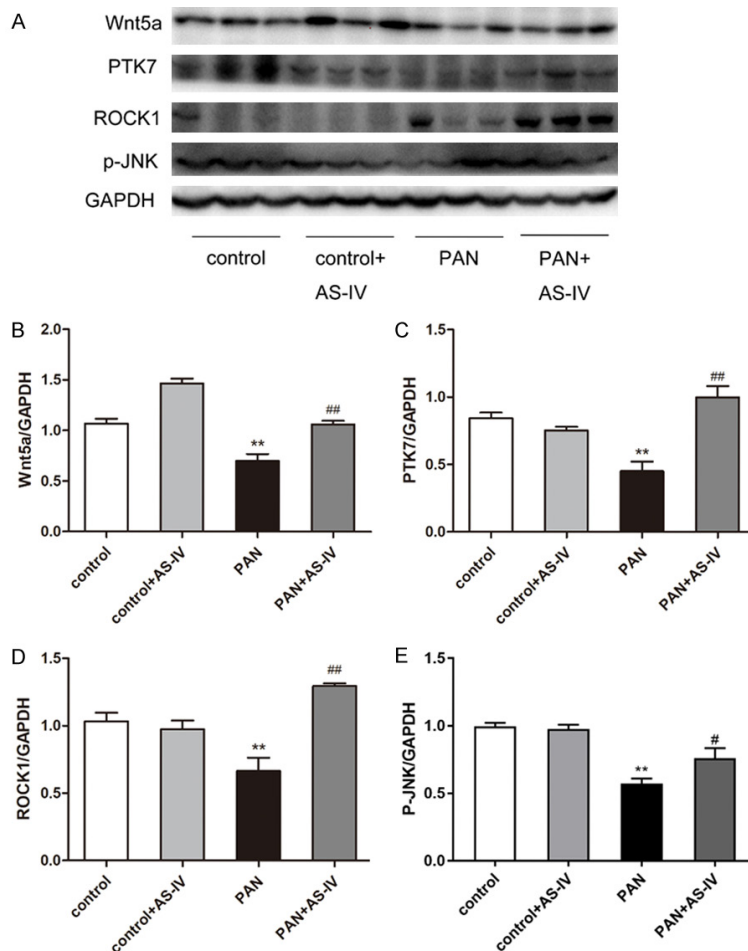 A
Wnt5a
PTK7
ROCK1
p-JNK
GAPDH
control control+ PAN PAN+
AS-IV AS-IV
B
Wnt5a/GAPDH
2.0
1.5
1.0
0.5
0.0
**
##
control
control+AS-IV
PAN
PAN+AS-IV
C
PTK7/GAPDH
1.5
1.0
0.5
0.0
**
##
control
control+AS-IV
PAN
PAN+AS-IV
D
ROCK1/GAPDH
1.5
1.0
0.5
0.0
**
##
control
control+AS-IV
PAN
PAN+AS-IV
E
P-JNK/GAPDH
1.5
1.0
0.5
0.0
**
#
control
control+AS-IV
PAN
PAN+AS-IV